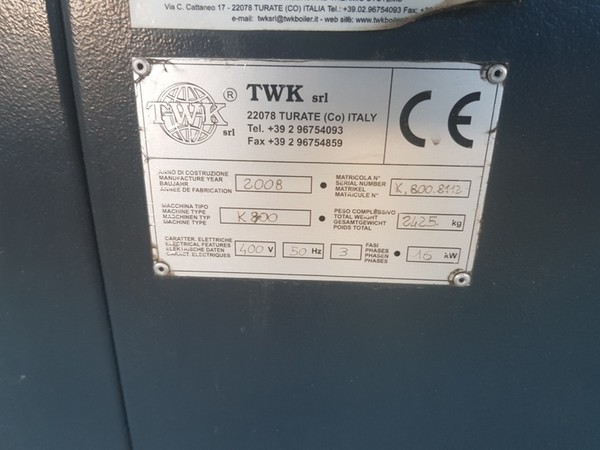 Via C. Cattaneo 17 - 22078 TURATE (CO) ITALIA Tel. +39.02.96754093 Fax: +39
e-mail: twksrl@twkboiler.it - web site: www.twkboiler
TWK
srl
®
TWK srl
22078 TURATE (Co) ITALY
Tel. +39 2 96754093
Fax +39 2 96754859
CE
ANNO DI COSTRUZIONE
MANUFACTURE YEAR
BAUJAHR
ANNÉE DE FABRICATION
2008
MATRICOLA N°
SERIAL NUMBER
MATRIKEL
MATRICULE N°
K.800.8112
MACCHINA TIPO
MACHINE TYPE
MACHINEN TYP
MACHINE TYPE
K800
PESO COMPLESSIVO
TOTAL WEIGHT
GESAMTGEWICHT
POIDS TOTAL
2425 kg
CARATTER. ELETTRICHE
ELECTRICAL FEATURES
ELEKTRISCHE DATEN
CARACT. ELECTRIQUES
400 V
50 Hz
3
FASI
PHASES
PHASEN
PHASES
15 kW